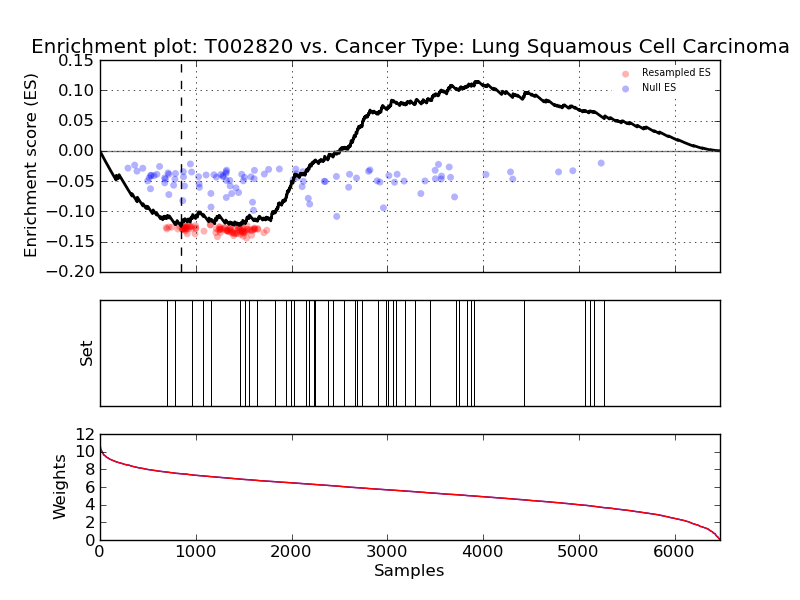 Enrichment plot: T002820 vs. Cancer Type: Lung Squamous Cell Carcinoma
0.15
0.10
0.05
0.00
−0.05
−0.10
−0.15
−0.20
Enrichment score (ES)
Resampled ES
Null ES
Set
12
10
8
6
4
2
0
Weights
0 1000 2000 3000 4000 5000 6000
Samples